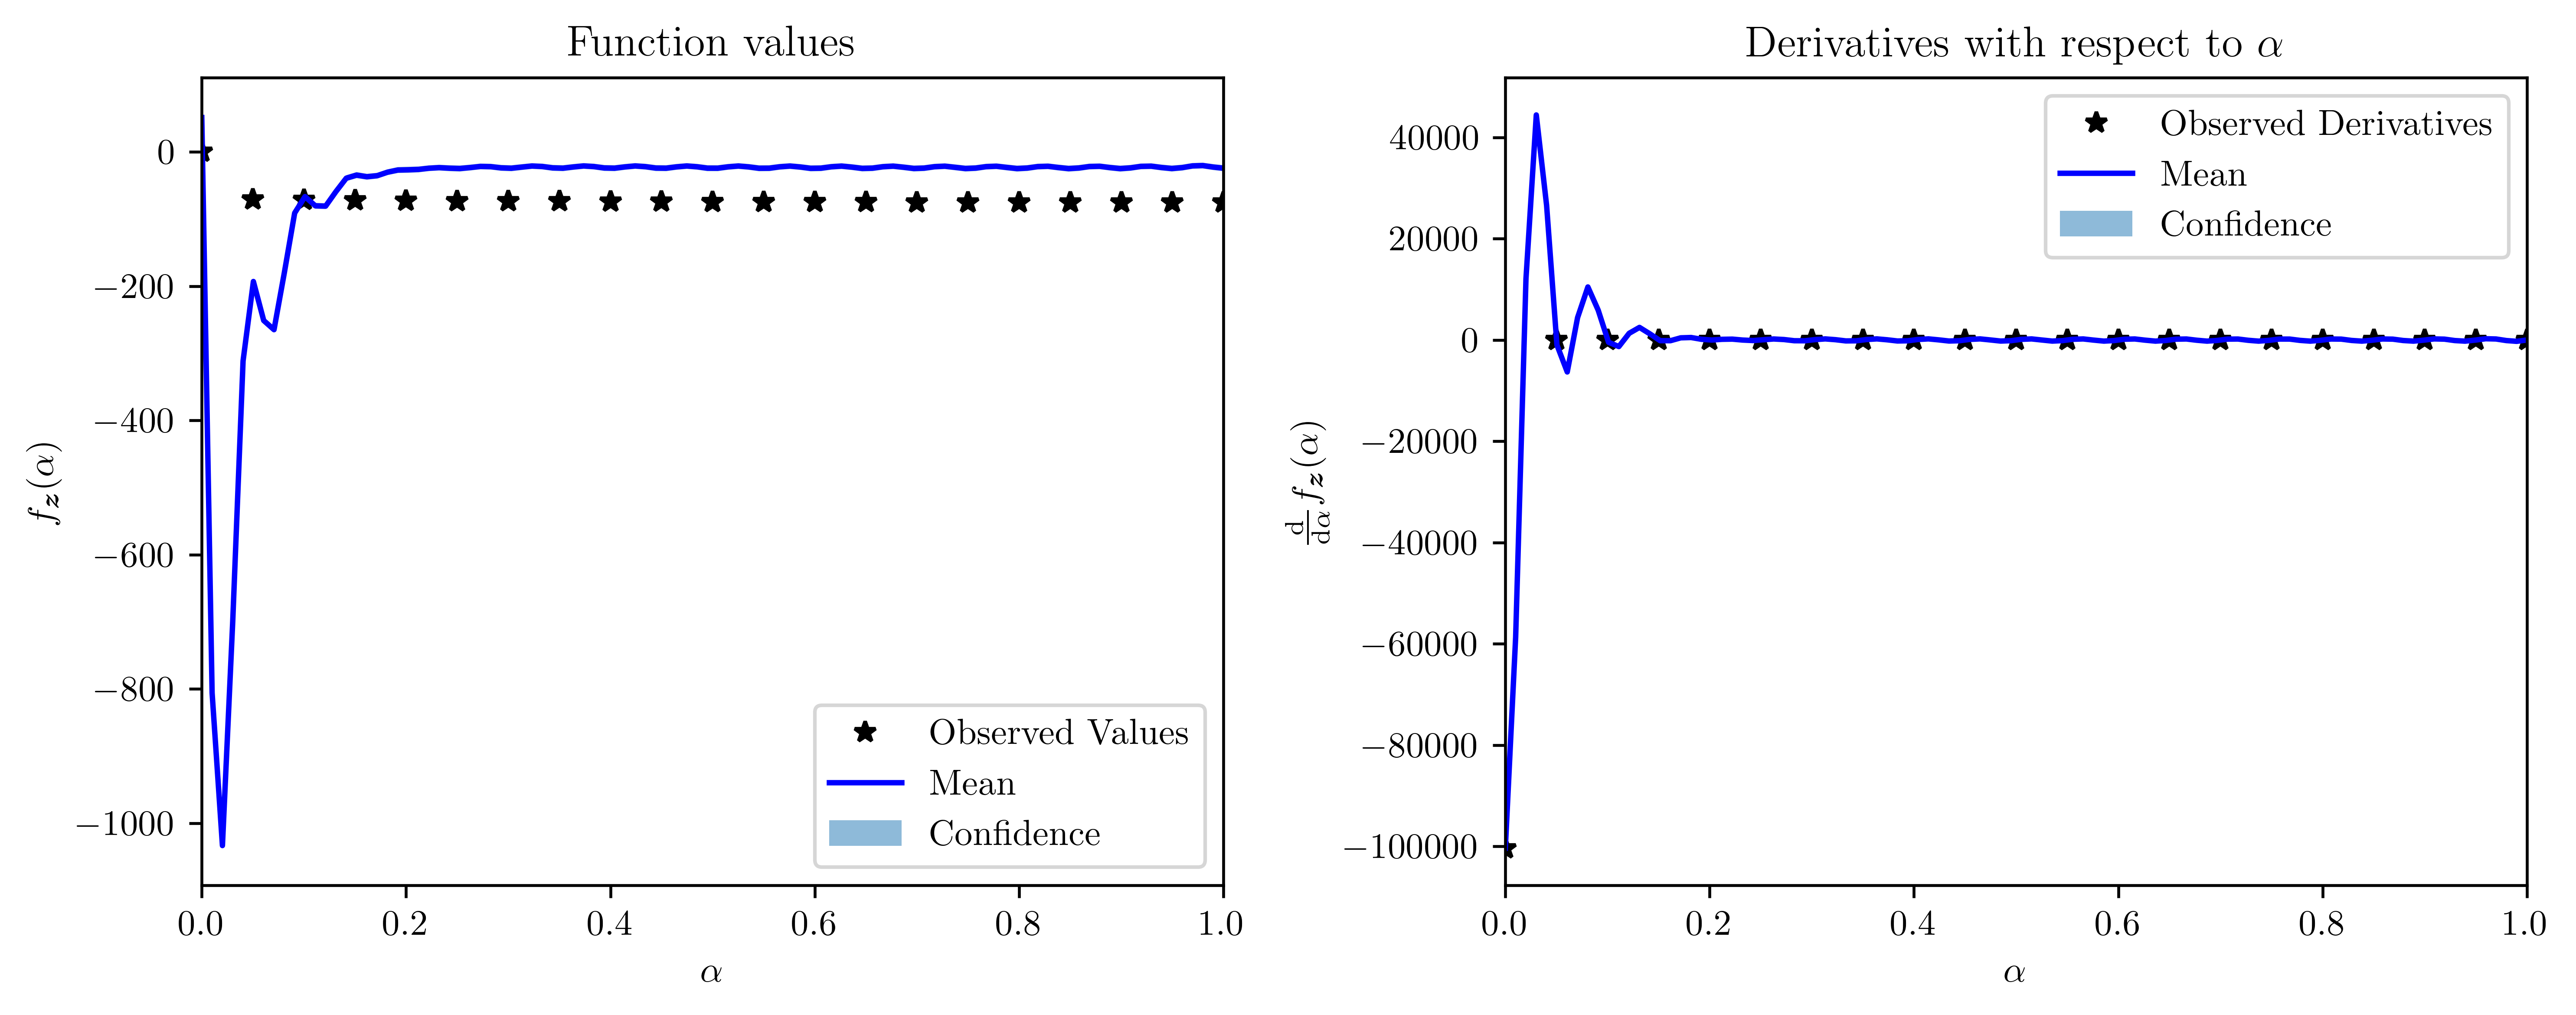 Function values
0
−200
−400
−600
−800
−1000
f_z(α)
0.0 0.2 0.4 0.6 0.8 1.0
α
Observed Values
Mean
Confidence
Derivatives with respect to α
40000
20000
0
−20000
−40000
−60000
−80000
−100000
d/dα f_z(α)
0.0 0.2 0.4 0.6 0.8 1.0
α
Observed Derivatives
Mean
Confidence